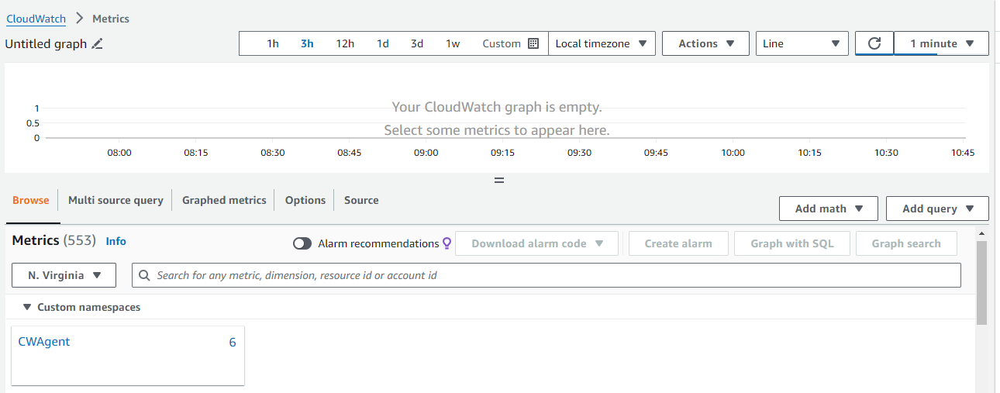 CloudWatch > Metrics
Untitled graph
1h 3h 12h 1d 3d 1w Custom Local timezone Actions Line 1 minute
Your CloudWatch graph is empty.
Select some metrics to appear here.
1
0.5
0
08:00 08:15 08:30 08:45 09:00 09:15 09:30 09:45 10:00 10:15 10:30 10:45
Browse Multi source query Graphed metrics Options Source Add math Add query
Metrics (553) Info Alarm recommendations Download alarm code Create alarm Graph with SQL Graph search
N. Virginia Search for any metric, dimension, resource id or account id
Custom namespaces
CWAgent 6